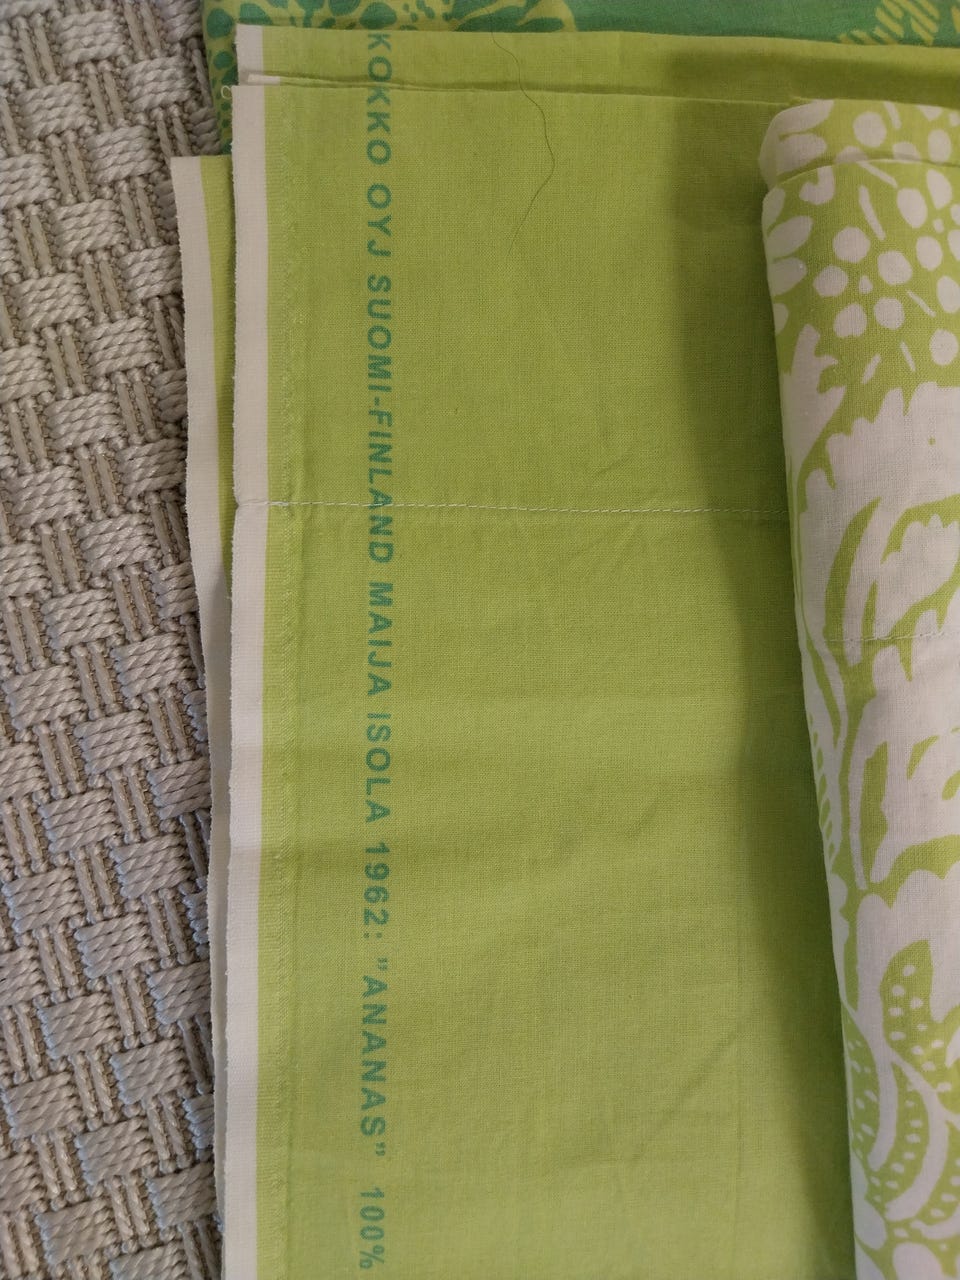 KOKKO OYJ SUOMI-FINLAND MAIJA ISOLA 1962: "ANANAS" 100%